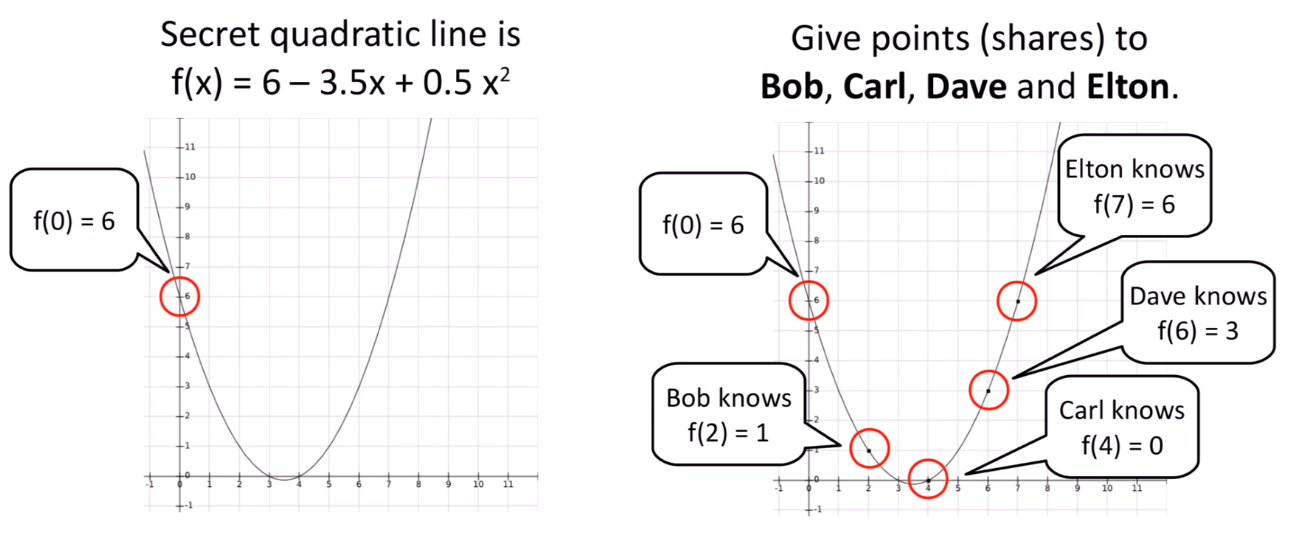 Secret quadratic line is
f(x) = 6 – 3.5x + 0.5 x²
f(0) = 6
11
10
9
8
7
6
5
4
3
2
1
0
-1
-1 0 1 2 3 4 5 6 7 8 9 10 11
Give points (shares) to
Bob, Carl, Dave and Elton.
f(0) = 6
Elton knows
f(7) = 6
Dave knows
f(6) = 3
Bob knows
f(2) = 1
Carl knows
f(4) = 0
11
10
9
8
7
6
5
4
3
2
1
0
-1
-1 0 1 2 3 4 5 6 7 8 9 10 11